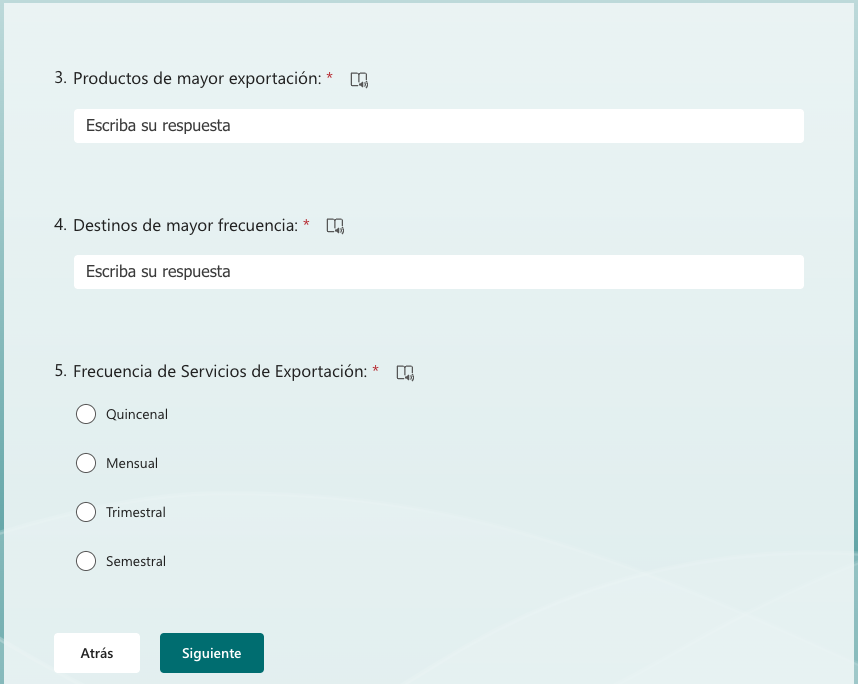 3. Productos de mayor exportación: *
Escriba su respuesta
4. Destinos de mayor frecuencia: *
Escriba su respuesta
5. Frecuencia de Servicios de Exportación: *
Quincenal
Mensual
Trimestral
Semestral
Atrás Siguiente